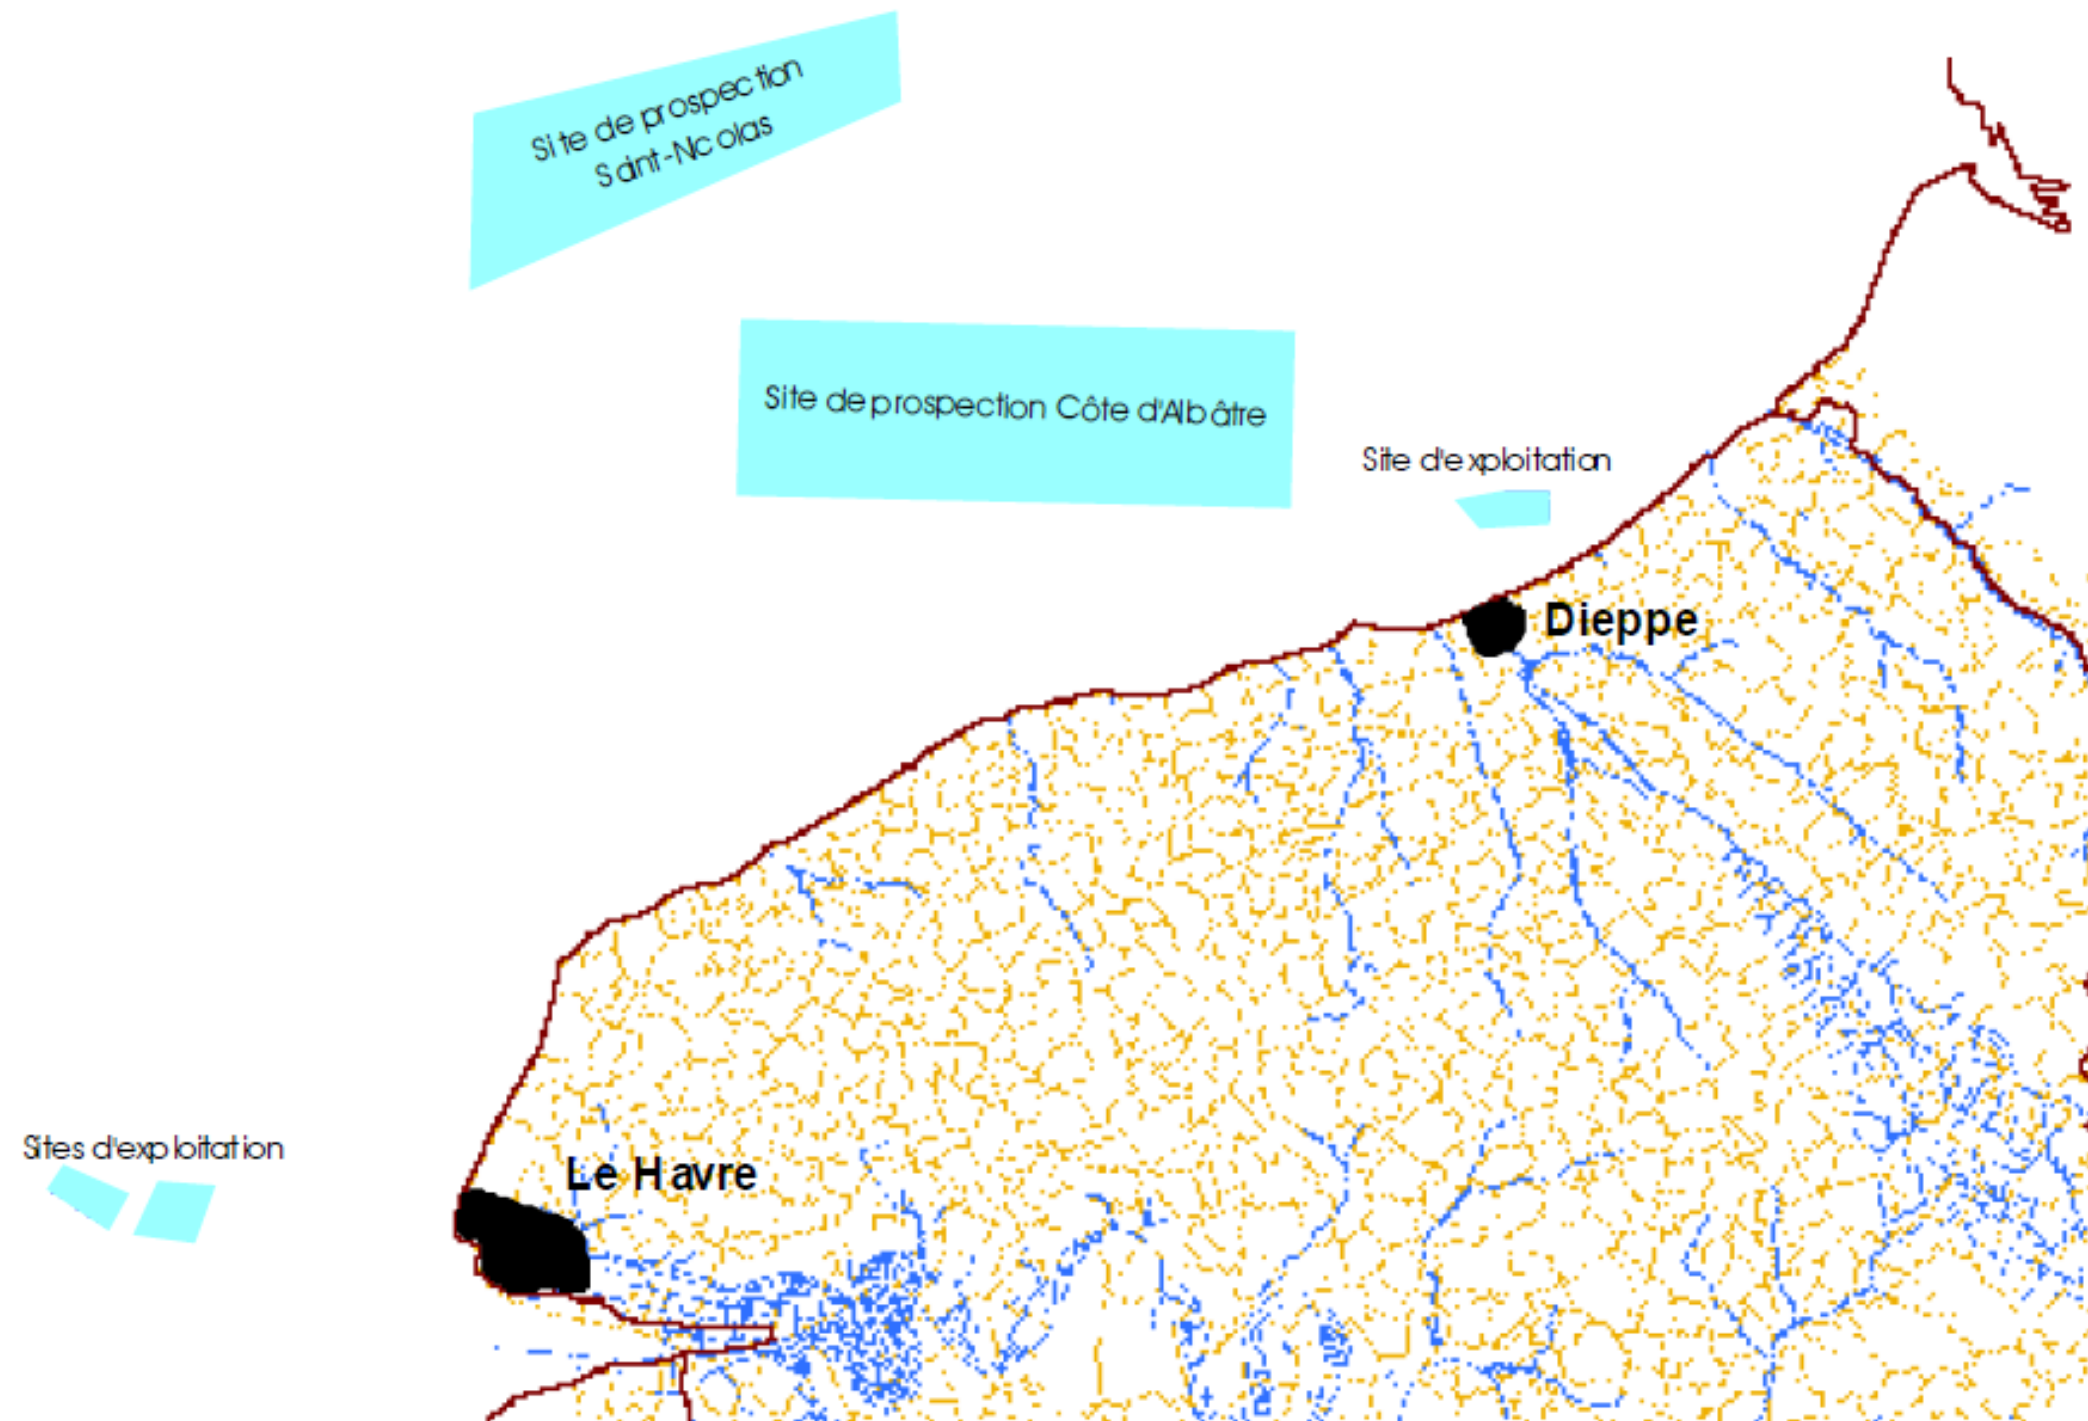 Site de prospection
Saint-Nicolas
Site de prospection Côte d'Albâtre
Site d'exploitation
Dieppe
Sites d'exploitation
Le Havre